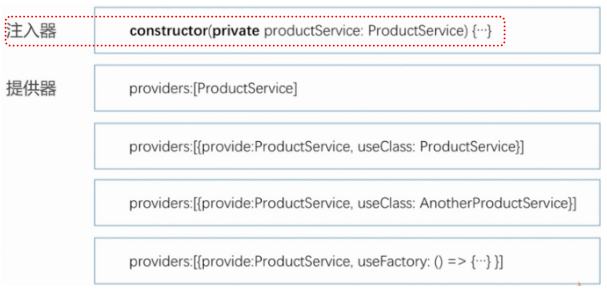 注入器 constructor(private productService: ProductService) {···}
提供器 providers:[ProductService]
providers:[{provide:ProductService, useClass: ProductService}]
providers:[{provide:ProductService, useClass: AnotherProductService}]
providers:[{provide:ProductService, useFactory: () => {···} }]